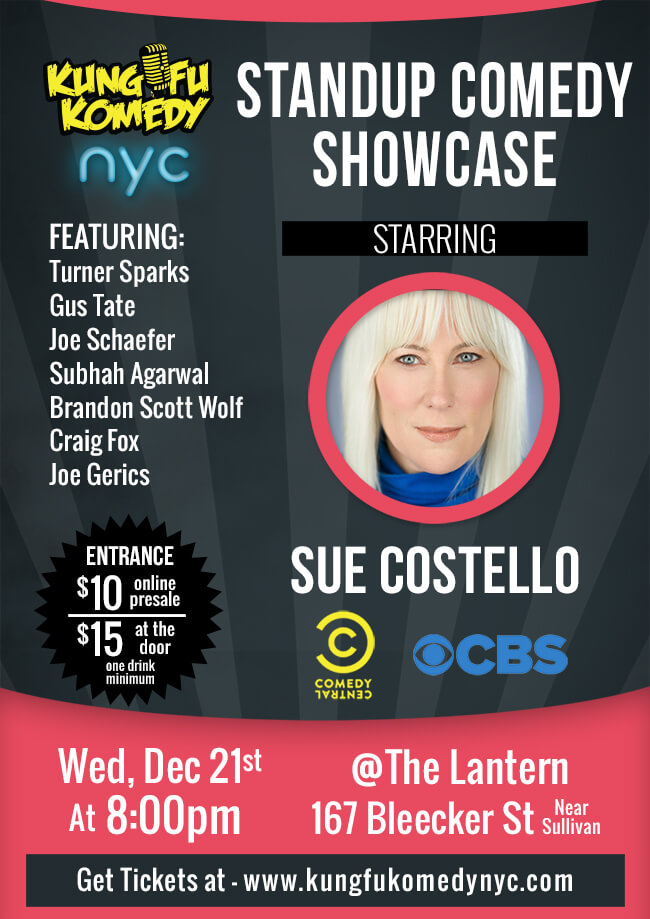 KUNG FU
KOMEDY
nyc
STANDUP COMEDY
SHOWCASE
FEATURING:
Turner Sparks
Gus Tate
Joe Schaefer
Subhah Agarwal
Brandon Scott Wolf
Craig Fox
Joe Gerics
STARRING
SUE COSTELLO
COMEDY
CENTRAL
CBS
ENTRANCE
$10 online
presale
$15 at the
door
one drink
minimum
Wed, Dec 21st
At 8:00pm
@The Lantern
167 Bleecker St Near
Sullivan
Get Tickets at - www.kungfukomedynyc.com